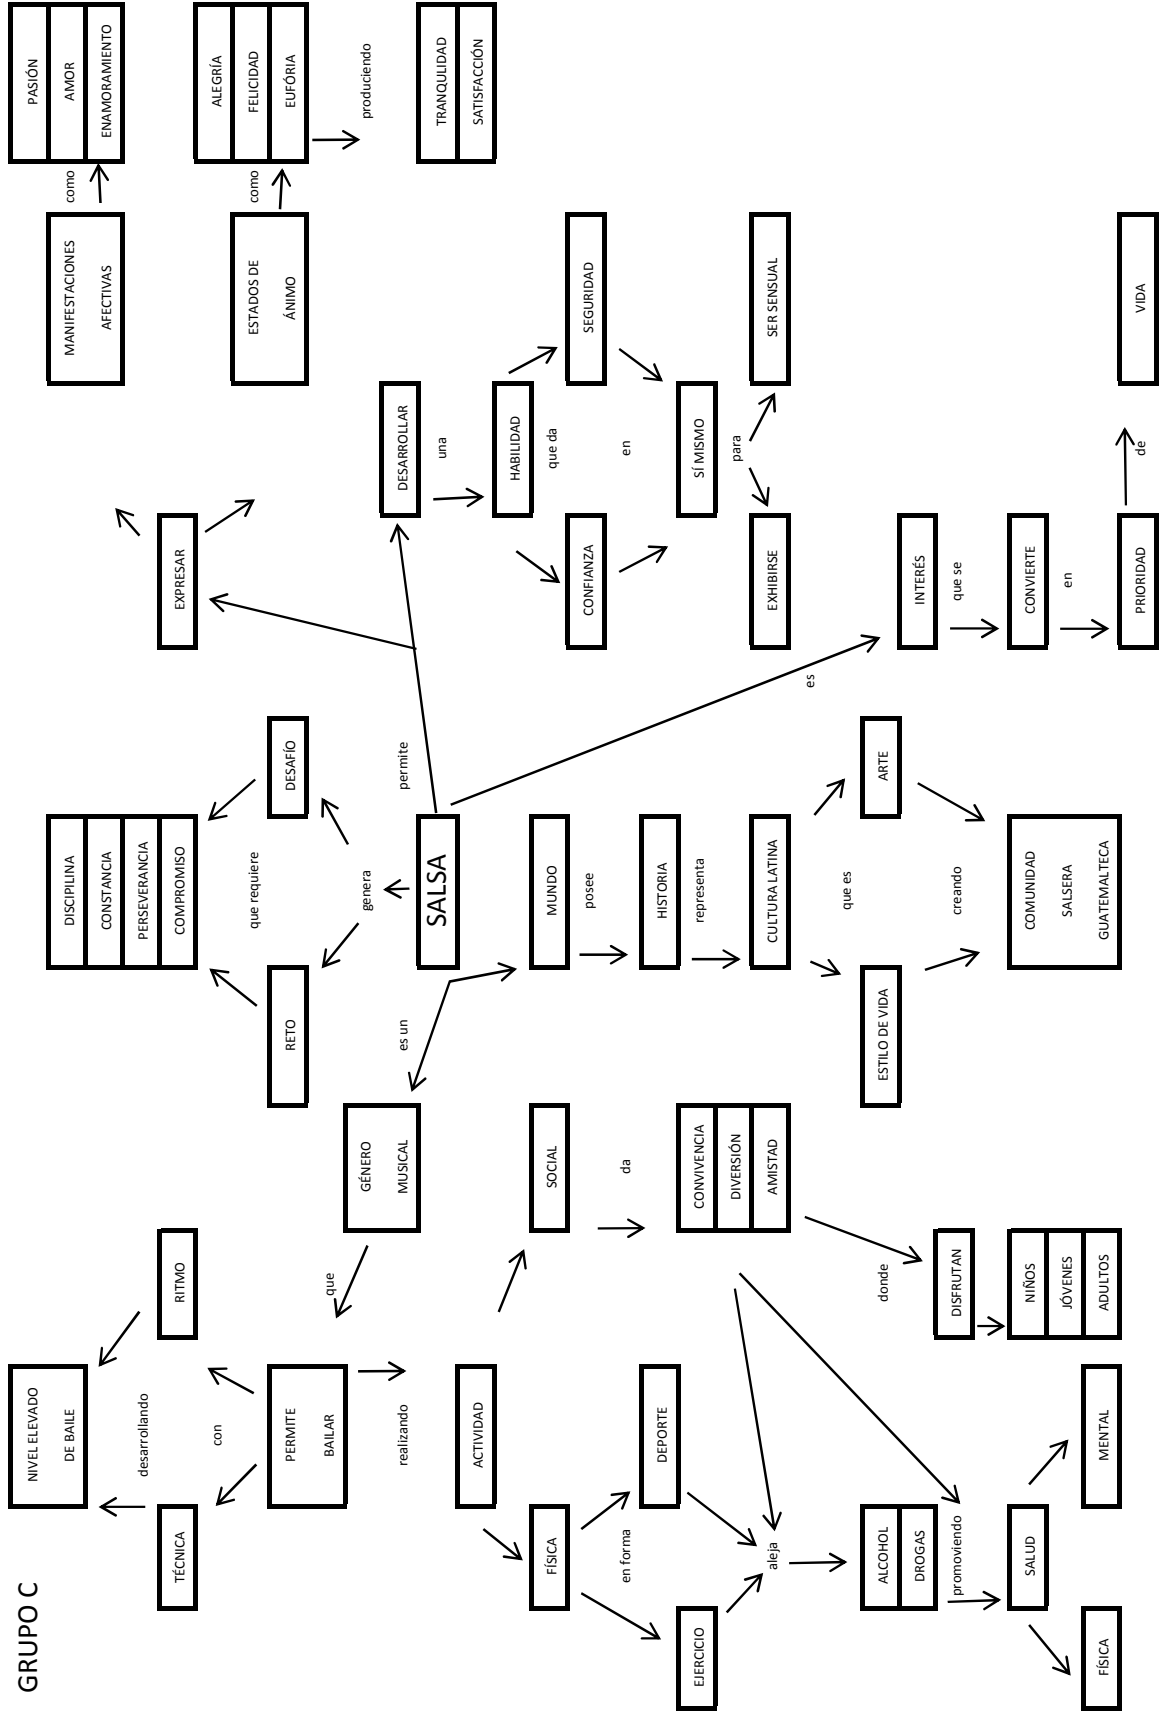 GRUPO C
NIVEL ELEVADO
DE BAILE
desarrollando
TÉCNICA
RITMO
con
PERMITE
BAILAR
que
realizando
ACTIVIDAD
FÍSICA
en forma
EJERCICIO
DEPORTE
aleja
ALCOHOL
DROGAS
promoviendo
SALUD
FÍSICA
MENTAL
GÉNERO
MUSICAL
SOCIAL
da
CONVIVENCIA
DIVERSIÓN
AMISTAD
donde
DISFRUTAN
NIÑOS
JÓVENES
ADULTOS
DISCIPILINA
CONSTANCIA
PERSEVERANCIA
COMPROMISO
que requiere
RETO
DESAFÍO
genera
es un
SALSA
permite
MUNDO
posee
HISTORIA
representa
CULTURA LATINA
que es
ESTILO DE VIDA
ARTE
creando
COMUNIDAD
SALSERA
GUATEMALTECA
EXPRESAR
MANIFESTACIONES
AFECTIVAS
como
PASIÓN
AMOR
ENAMORAMIENTO
ESTADOS DE
ÁNIMO
como
ALEGRÍA
FELICIDAD
EUFÓRIA
produciendo
TRANQULIDAD
SATISFACCIÓN
DESARROLLAR
una
HABILIDAD
que da
CONFIANZA
SEGURIDAD
en
SÍ MISMO
para
EXHIBIRSE
SER SENSUAL
es
INTERÉS
que se
CONVIERTE
en
PRIORIDAD
de
VIDA